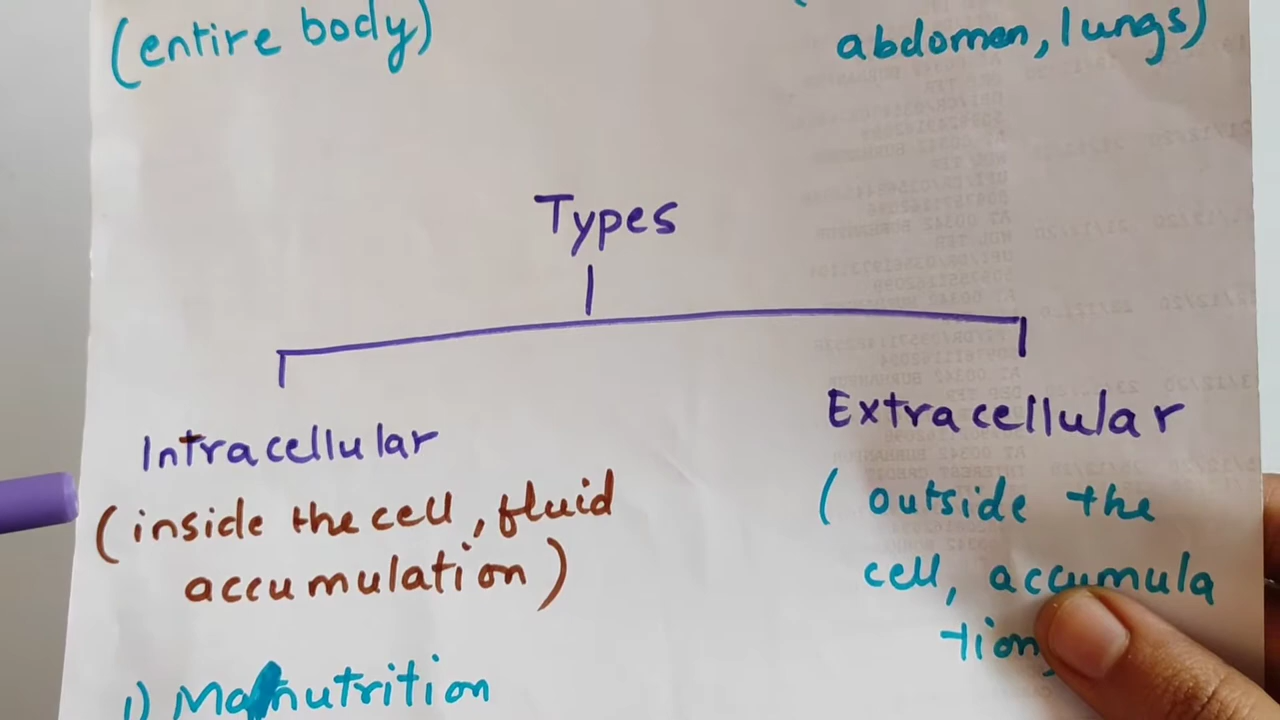 (entire body)
abdomen, lungs)
Types
Intracellular
(inside the cell, fluid
accumulation)
1) Malnutrition
Extracellular
( outside the
cell, accumula
tion